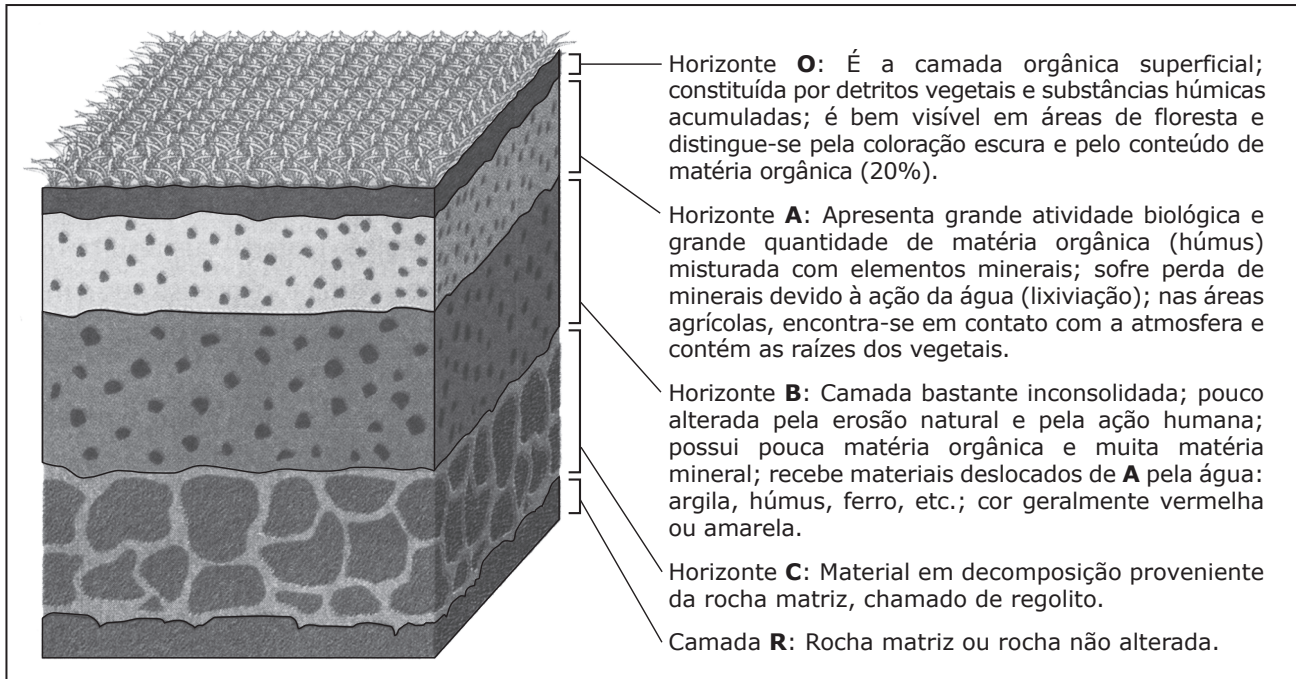 Horizonte O: É a camada orgânica superficial;
constituída por detritos vegetais e substâncias húmicas
acumuladas; é bem visível em áreas de floresta e
distingue-se pela coloração escura e pelo conteúdo de
matéria orgânica (20%).
Horizonte A: Apresenta grande atividade biológica e
grande quantidade de matéria orgânica (húmus)
misturada com elementos minerais; sofre perda de
minerais devido à ação da água (lixiviação); nas áreas
agrícolas, encontra-se em contato com a atmosfera e
contém as raízes dos vegetais.
Horizonte B: Camada bastante inconsolidada; pouco
alterada pela erosão natural e pela ação humana;
possui pouca matéria orgânica e muita matéria
mineral; recebe materiais deslocados de A pela água:
argila, húmus, ferro, etc.; cor geralmente vermelha
ou amarela.
Horizonte C: Material em decomposição proveniente
da rocha matriz, chamado de regolito.
Camada R: Rocha matriz ou rocha não alterada.